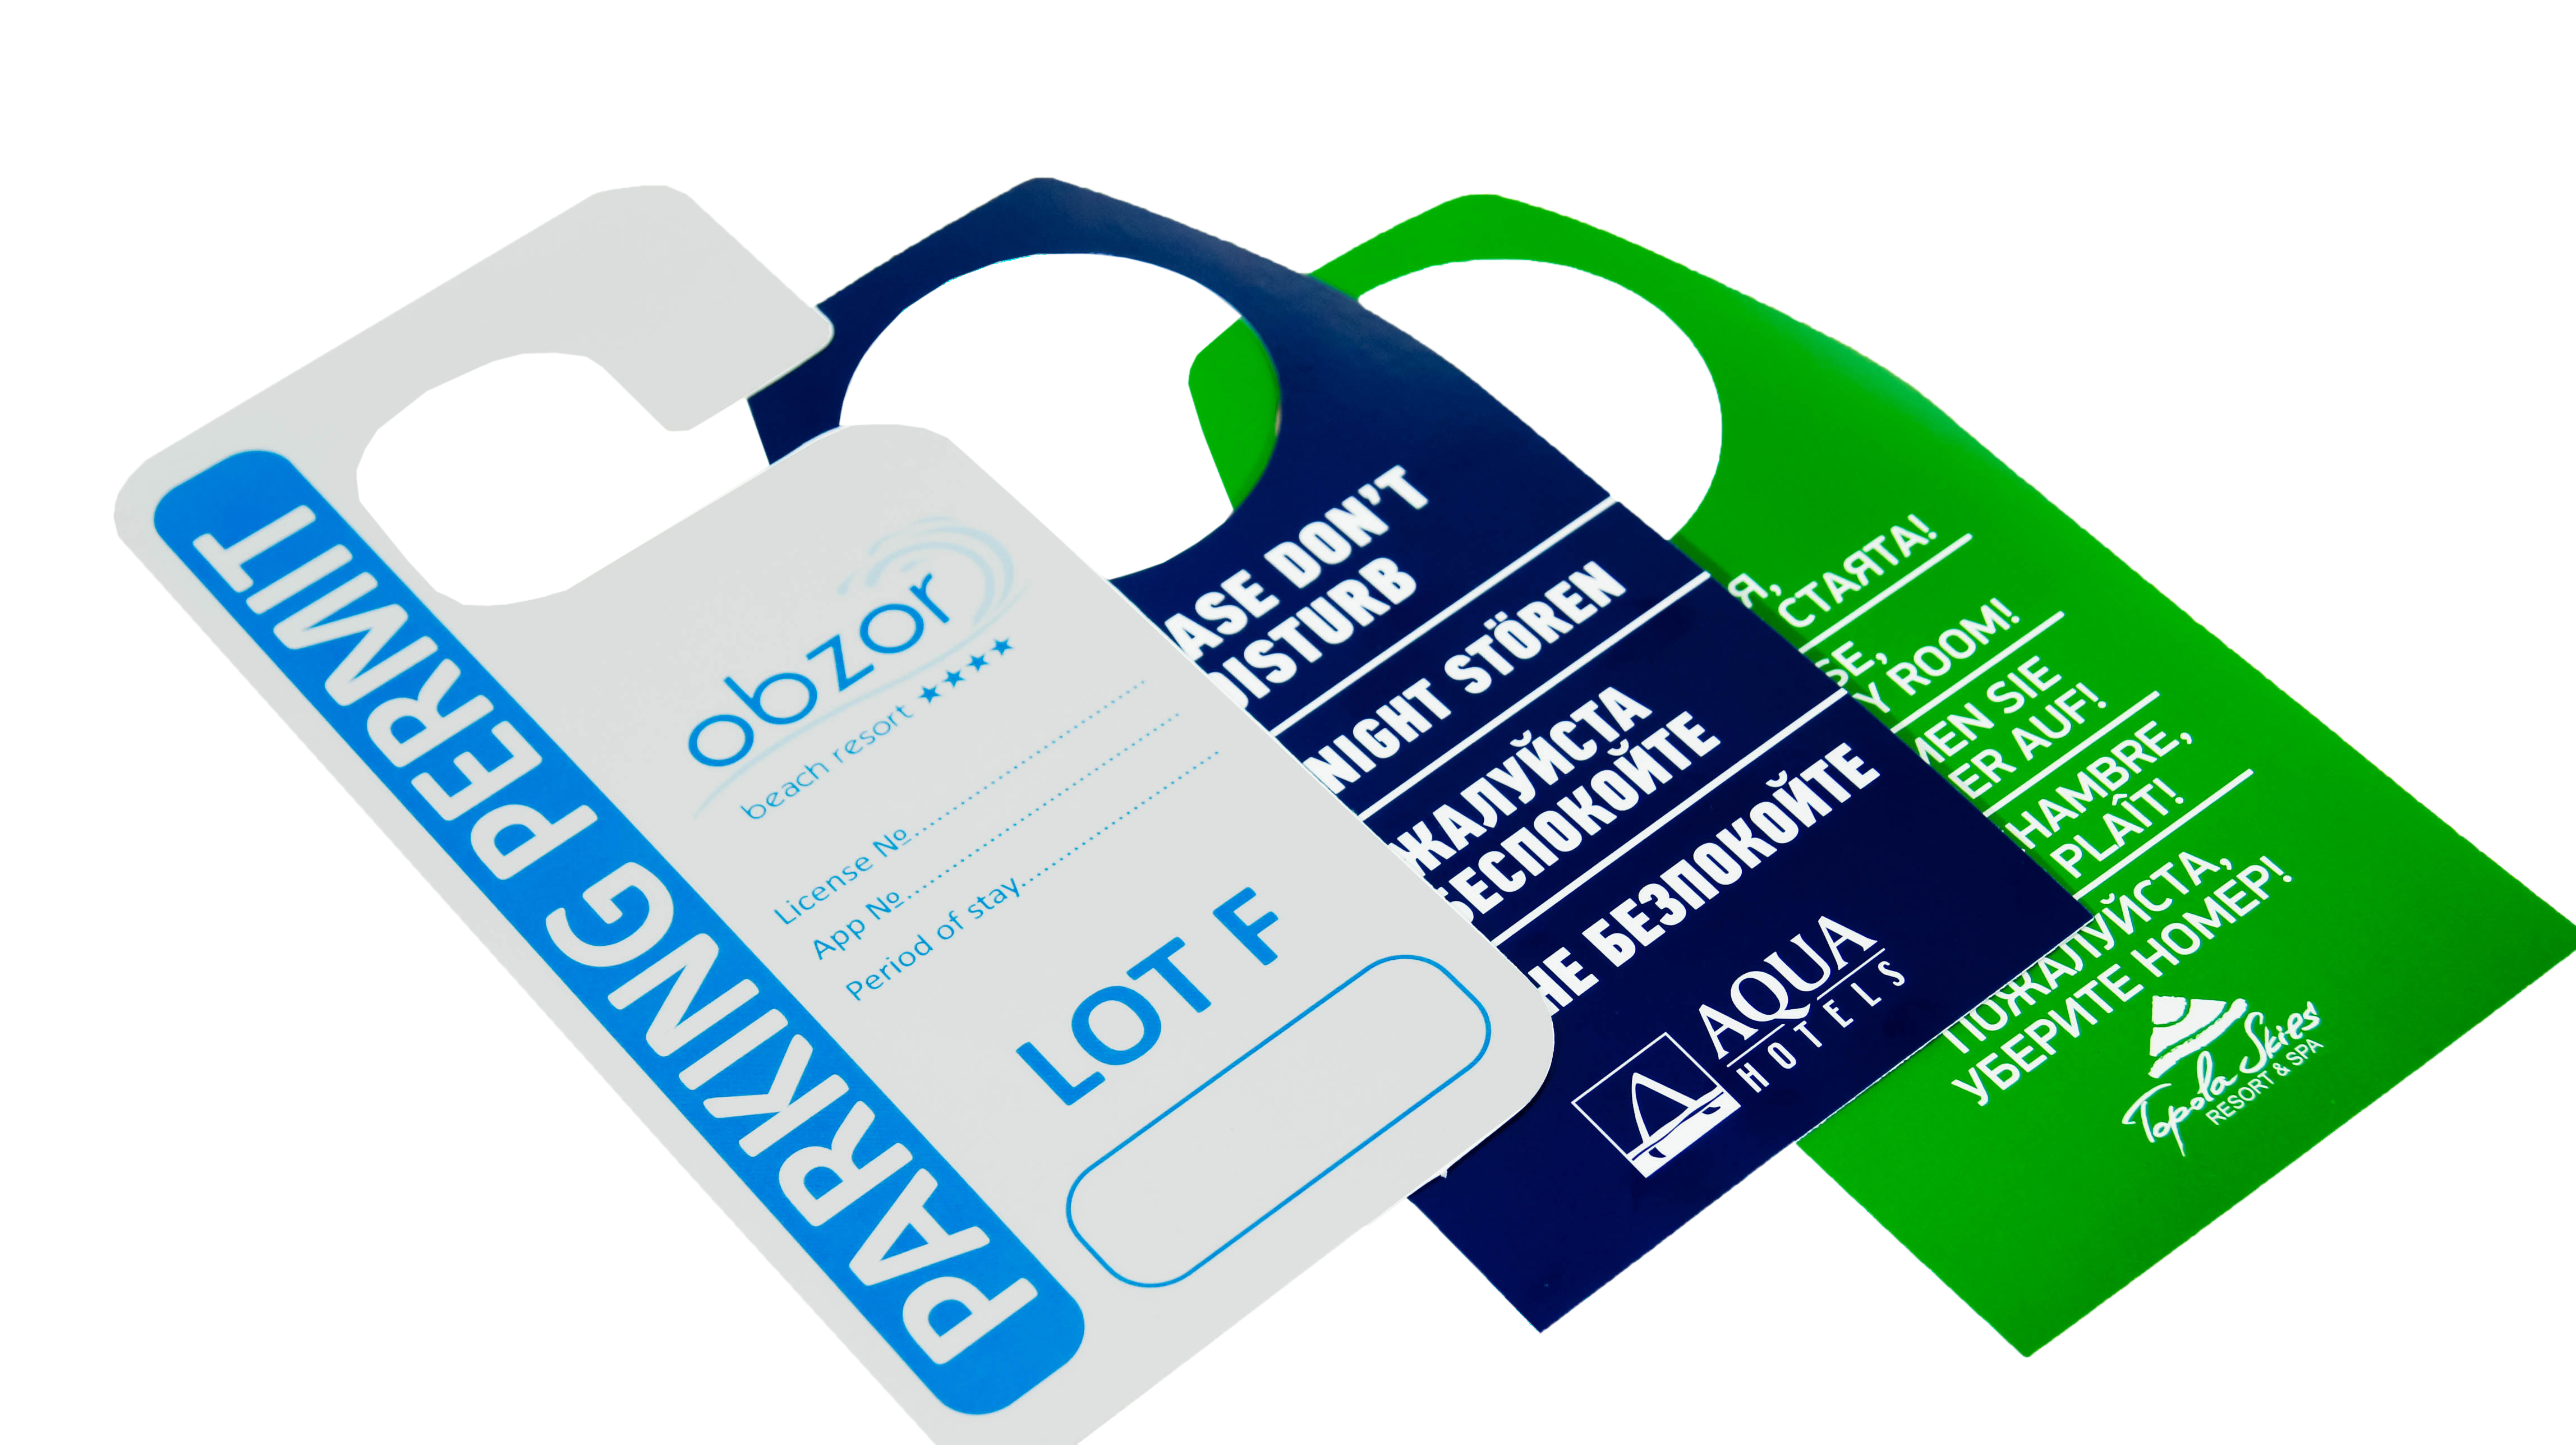 PARKING PERMIT
obzor
beach resort ★★★★
License №
App №
Period of stay
LOT F
ASE DON'T
DISTURB
NIGHT STÖREN
ЖАЛУЙСТА
БЕСПОКОЙТЕ
НЕ БЕЗПОКОЙТЕ
AQUA
HOTELS
Я,
СТАЯТА!
SE,
Y ROOM!
MEN SIE
ER AUF!
HAMBRE,
PLAÎT!
ПОЖАЛУЙСТА,
УБЕРИТЕ НОМЕР!
Topola Skies
RESORT & SPA